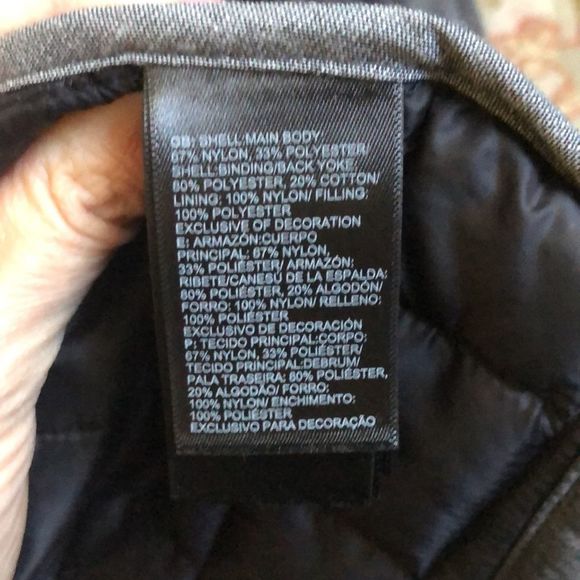 GB: SHELL:MAIN BODY:
67% NYLON, 33% POLYESTER/
SHELL:BINDING/BACK YOKE:
80% POLYESTER, 20% COTTON/
LINING: 100% NYLON/ FILLING:
100% POLYESTER
EXCLUSIVE OF DECORATION
E: ARMAZÓN:CUERPO
PRINCIPAL: 67% NYLON,
33% POLIÉSTER/ ARMAZÓN:
RIBETE/CANESÚ DE LA ESPALDA:
80% POLIÉSTER, 20% ALGODÓN/
FORRO: 100% NYLON/ RELLENO:
100% POLIÉSTER
EXCLUSIVO DE DECORACIÓN
P: TECIDO PRINCIPAL:CORPO:
67% NYLON, 33% POLIÉSTER/
TECIDO PRINCIPAL:DEBRUM/
PALA TRASEIRA: 80% POLIÉSTER,
20% ALGODÃO/ FORRO:
100% NYLON/ ENCHIMENTO:
100% POLIÉSTER
EXCLUSIVO PARA DECORAÇÃO